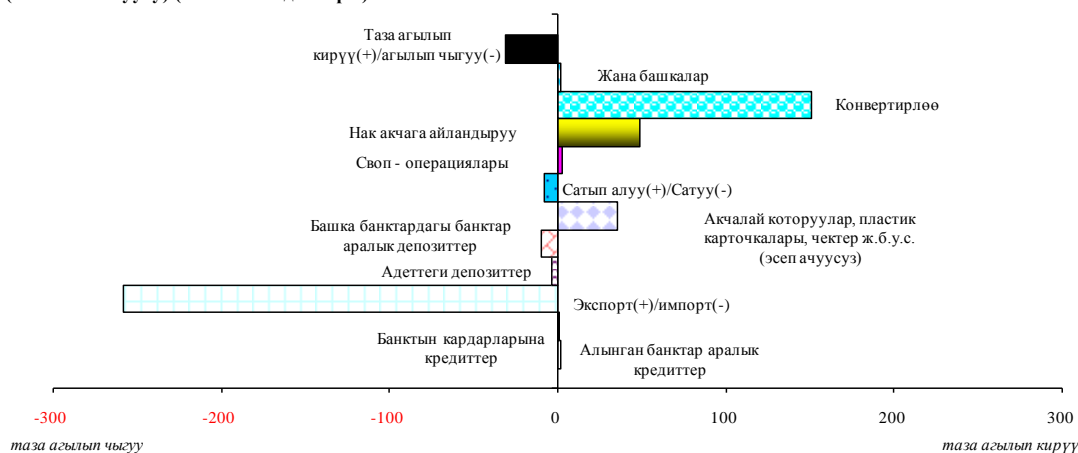 Таза агылып
кирүү(+)/агылып чыгуу(-)
Жана башкалар
Конвертирлөө
Нак акчага айландыруу
Своп - операциялары
Сатып алуу(+)/Сатуу(-)
Башка банктардагы банктар
аралык депозиттер
Акчалай которуулар, пластик
карточкалары, чектер ж.б.у.с.
(эсеп ачуусуз)
Адеттеги депозиттер
Экспорт(+)/импорт(-)
Банктын кардарларына
кредиттер
Алынган банктар аралык
кредиттер
-300 -200 -100 0 100 200 300
таза агылып чыгуу таза агылып кирүү